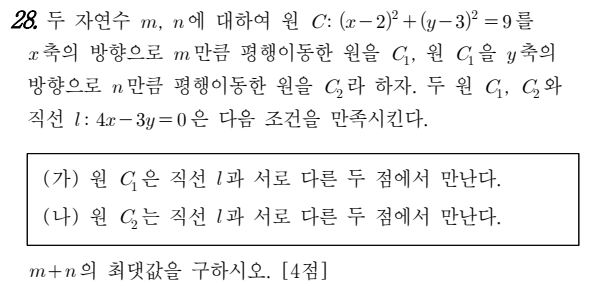 28. 두 자연수 m, n에 대하여 원 C: (x-2)²+(y-3)²=9를
x축의 방향으로 m만큼 평행이동한 원을 C₁, 원 C₁을 y축의
방향으로 n만큼 평행이동한 원을 C₂라 하자. 두 원 C₁, C₂와
직선 l: 4x-3y=0은 다음 조건을 만족시킨다.
(가) 원 C₁은 직선 l과 서로 다른 두 점에서 만난다.
(나) 원 C₂는 직선 l과 서로 다른 두 점에서 만난다.
m+n의 최댓값을 구하시오. [4점]